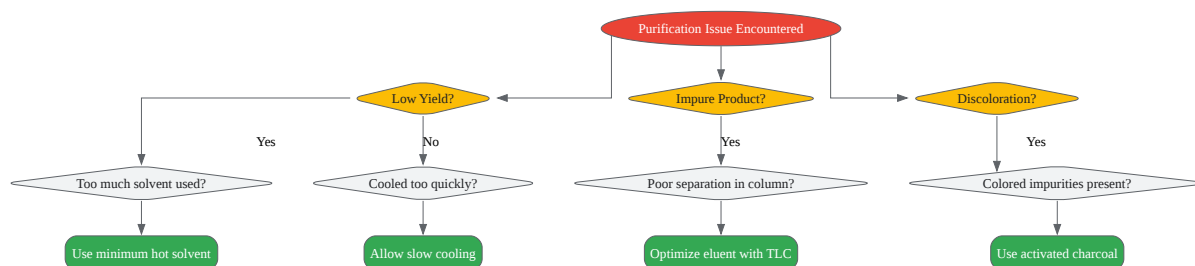 Purification Issue Encountered
Low Yield?
Impure Product?
Discoloration?
Yes
No
Yes
Yes
Too much solvent used?
Cooled too quickly?
Poor separation in column?
Colored impurities present?
Use minimum hot solvent
Allow slow cooling
Optimize eluent with TLC
Use activated charcoal